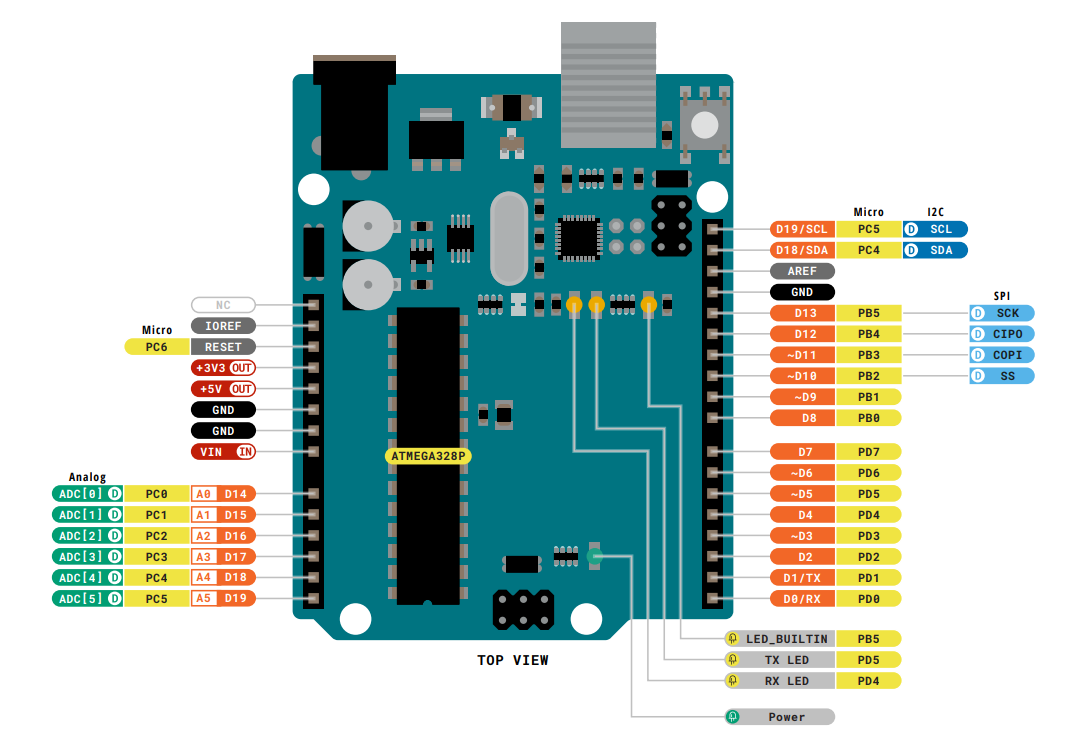 Micro I2C
D19/SCL PC5 D SCL
D18/SDA PC4 D SDA
AREF
GND
SPI
D13 PB5 D SCK
D12 PB4 D CIPO
~D11 PB3 D COPI
~D10 PB2 D SS
~D9 PB1
D8 PB0
D7 PD7
~D6 PD6
~D5 PD5
D4 PD4
~D3 PD3
D2 PD2
D1/TX PD1
D0/RX PD0
NC
IOREF
Micro
PC6 RESET
+3V3 OUT
+5V OUT
GND
GND
VIN IN
Analog
ADC[0] D PC0 A0 D14
ADC[1] D PC1 A1 D15
ADC[2] D PC2 A2 D16
ADC[3] D PC3 A3 D17
ADC[4] D PC4 A4 D18
ADC[5] D PC5 A5 D19
ATMEGA328P
TOP VIEW
LED_BUILTIN PB5
TX LED PD5
RX LED PD4
Power